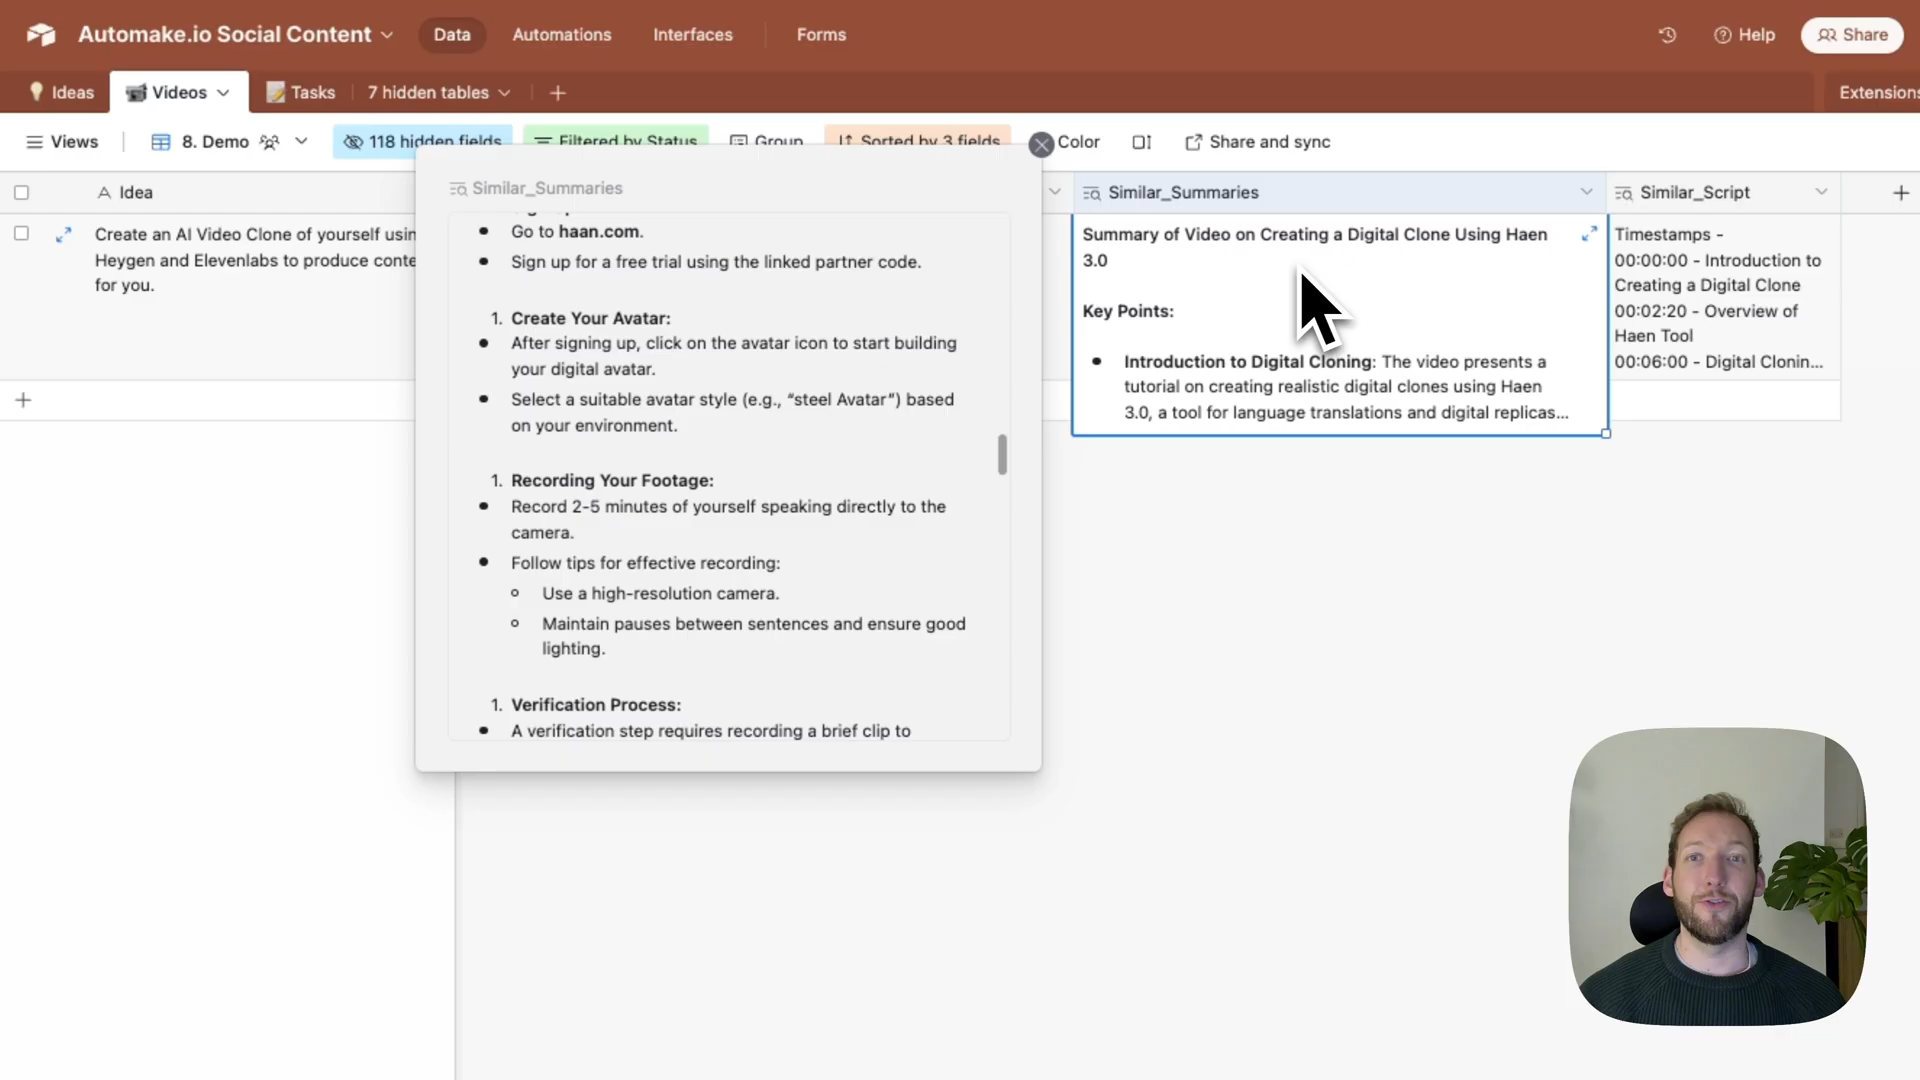 Automake.io Social Content
Data
Automations
Interfaces
Forms
Help
Share
Ideas
Videos
Tasks
7 hidden tables
Extensions
Views
8. Demo
118 hidden fields
Filtered by Status
Group
Sorted by 3 fields
Color
Share and sync
Idea
Similar_Summaries
Similar_Script
Create an AI Video Clone of yourself usin
Heygen and Elevenlabs to produce conte
for you.
Similar_Summaries
Go to haan.com.
Sign up for a free trial using the linked partner code.
1. Create Your Avatar:
After signing up, click on the avatar icon to start building
your digital avatar.
Select a suitable avatar style (e.g., “steel Avatar”) based
on your environment.
1. Recording Your Footage:
Record 2-5 minutes of yourself speaking directly to the
camera.
Follow tips for effective recording:
Use a high-resolution camera.
Maintain pauses between sentences and ensure good
lighting.
1. Verification Process:
A verification step requires recording a brief clip to
Summary of Video on Creating a Digital Clone Using Haen
3.0
Key Points:
Introduction to Digital Cloning: The video presents a
tutorial on creating realistic digital clones using Haen
3.0, a tool for language translations and digital replicas...
Timestamps -
00:00:00 - Introduction to
Creating a Digital Clone
00:02:20 - Overview of
Haen Tool
00:06:00 - Digital Clonin...